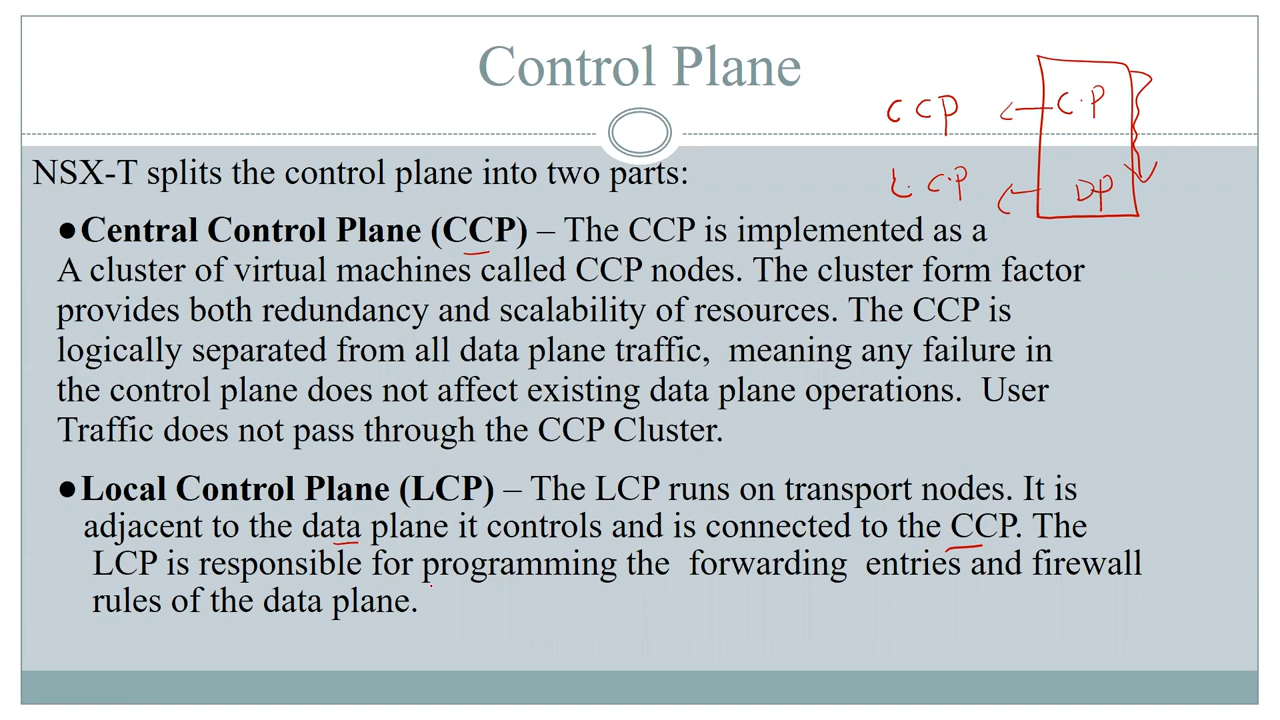 Control Plane
CCP
C.P
NSX-T splits the control plane into two parts:
L.C.P
DP
●Central Control Plane (CCP) – The CCP is implemented as a
A cluster of virtual machines called CCP nodes. The cluster form factor
provides both redundancy and scalability of resources. The CCP is
logically separated from all data plane traffic, meaning any failure in
the control plane does not affect existing data plane operations. User
Traffic does not pass through the CCP Cluster.
●Local Control Plane (LCP) – The LCP runs on transport nodes. It is
adjacent to the data plane it controls and is connected to the CCP. The
LCP is responsible for programming the forwarding entries and firewall
rules of the data plane.